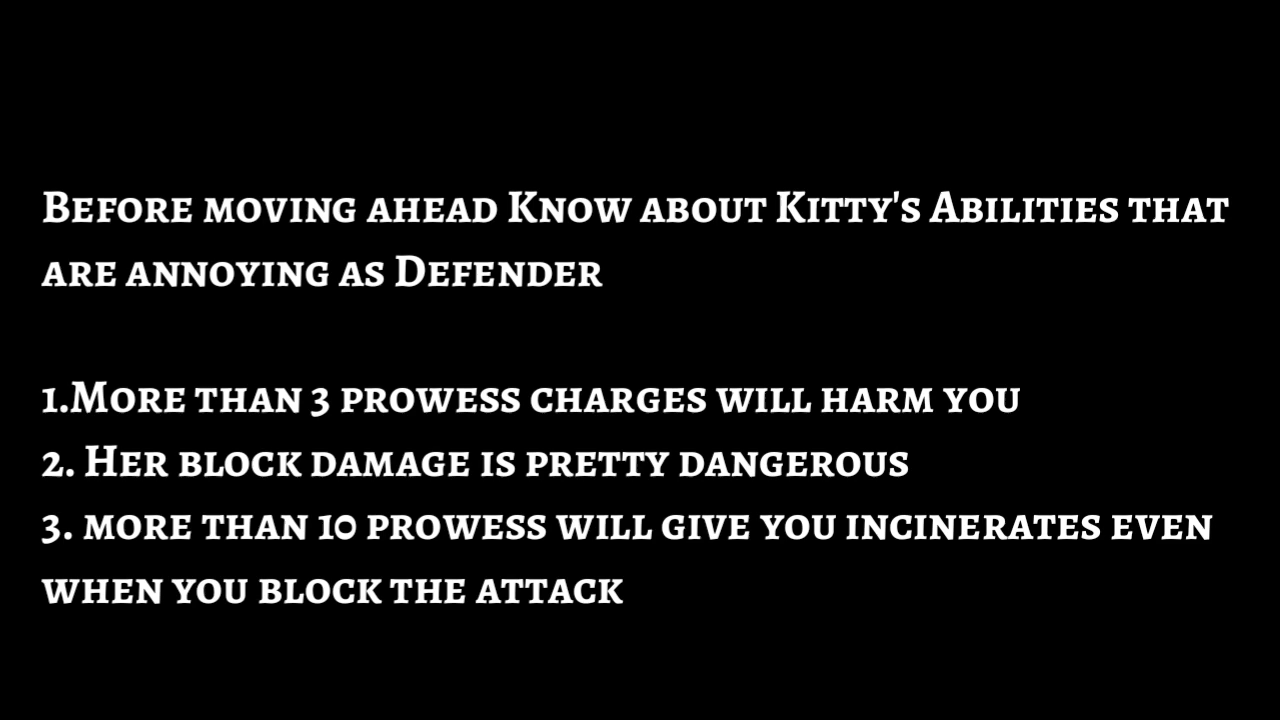 Before moving ahead Know about Kitty's Abilities that
are annoying as Defender
1.More than 3 prowess charges will harm you
2. Her block damage is pretty dangerous
3. more than 10 prowess will give you incinerates even
when you block the attack